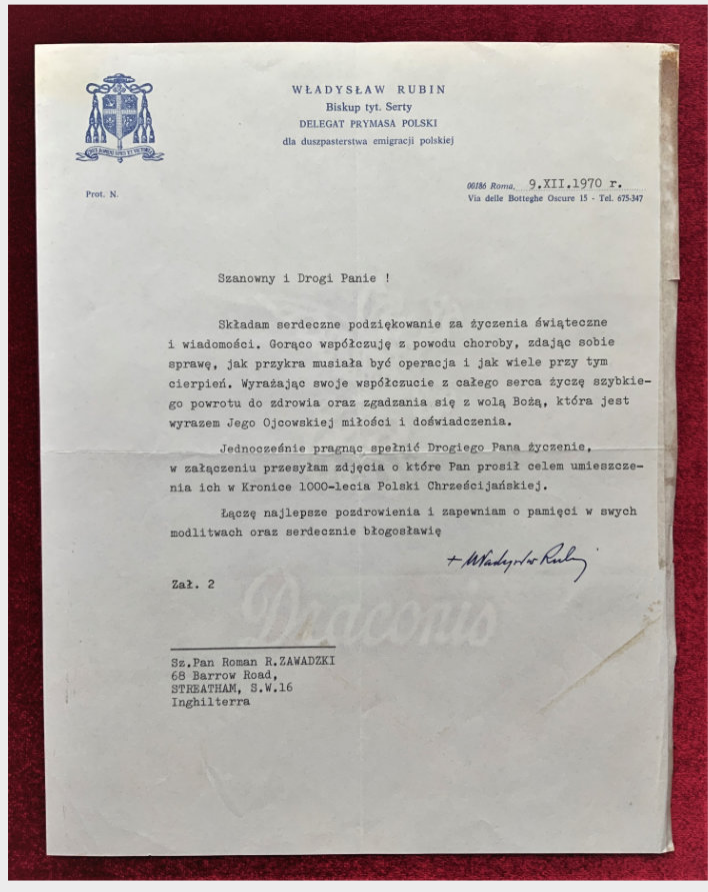 WŁADYSŁAW RUBIN
Biskup tyt. Serty
DELEGAT PRYMASA POLSKI
dla duszpasterstwa emigracji polskiej
Prot. N.
00186 Roma, 9.XII.1970 r.
Via delle Botteghe Oscure 15 - Tel. 675-347
Szanowny i Drogi Panie !
Składam serdeczne podziękowanie za życzenia świąteczne
i wiadomości. Gorąco współczuję z powodu choroby, zdając sobie
sprawę, jak przykra musiała być operacja i jak wiele przy tym
cierpień. Wyrażając swoje współczucie z całego serca życzę szybkie-
go powrotu do zdrowia oraz zgadzania się z wolą Bożą, która jest
wyrazem Jego Ojcowskiej miłości i doświadczenia.
Jednocześnie pragnąc spełnić Drogiego Pana życzenie,
w załączeniu przesyłam zdjęcia o które Pan prosił celem umieszcze-
nia ich w Kronice 1000-lecia Polski Chrześcijańskiej.
Łączę najlepsze pozdrowienia i zapewniam o pamięci w swych
modlitwach oraz serdecznie błogosławię
+ Władysław Rubin
Zał. 2
Draconis
Sz.Pan Roman R.ZAWADZKI
68 Barrow Road,
STREATHAM, S.W.16
Inghilterra